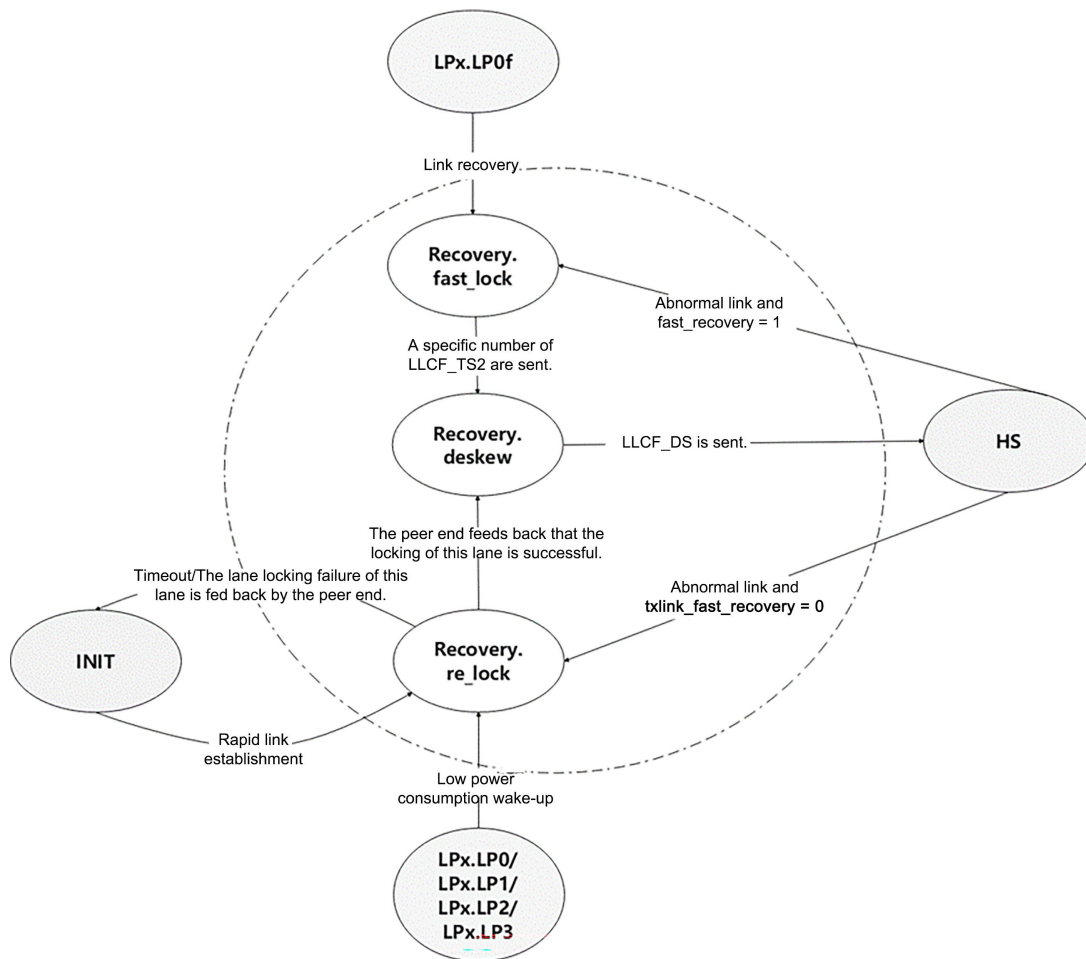 LPx.LP0f
Link recovery
Recovery.
fast_lock
Abnormal link and
fast_recovery = 1
A specific number of
LLCF_TS2 are sent.
Recovery.
deskew
LLCF_DS is sent.
HS
The peer end feeds back that the
locking of this lane is successful.
Timeout/The lane locking failure of this
lane is fed back by the peer end.
Abnormal link and
txlink_fast_recovery = 0
INIT
Recovery.
re_lock
Rapid link
establishment
Low power
consumption wake-up
LPx.LP0/
LPx.LP1/
LPx.LP2/
LPx.LP3